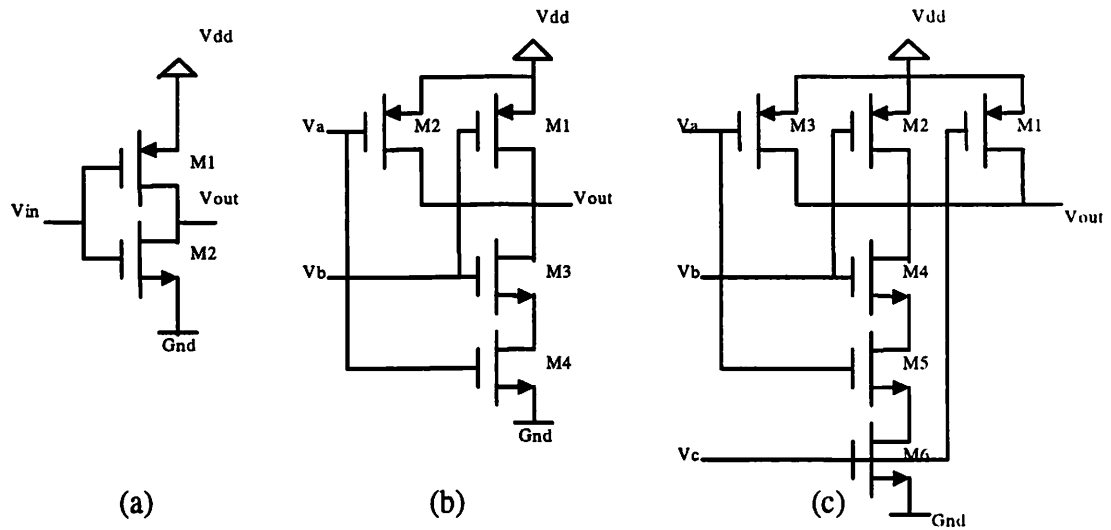 Vdd
M1
Vin
Vout
M2
Gnd
(a)
Vdd
Va
M2
M1
Vout
Vb
M3
M4
Gnd
(b)
Vdd
Va
M3
M2
M1
Vout
Vb
M4
M5
Vc
M6
Gnd
(c)